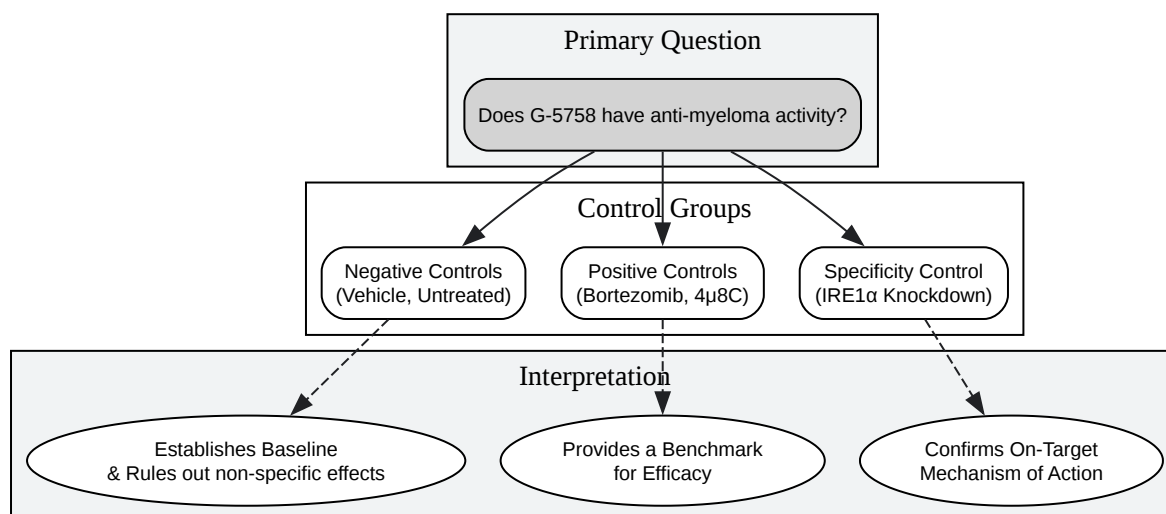 Primary Question
Does G-5758 have anti-myeloma activity?
Control Groups
Negative Controls
(Vehicle, Untreated)
Positive Controls
(Bortezomib, 4μ8C)
Specificity Control
(IRE1α Knockdown)
Interpretation
Establishes Baseline
& Rules out non-specific effects
Provides a Benchmark
for Efficacy
Confirms On-Target
Mechanism of Action